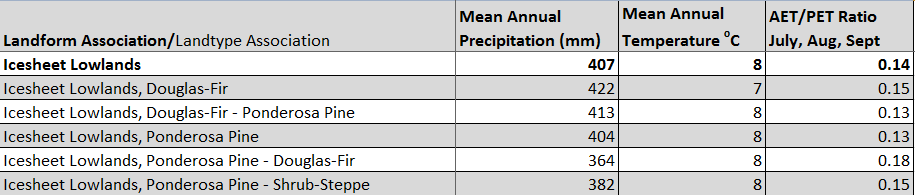 Landform Association/Landtype Association Mean Annual Precipitation (mm) Mean Annual Temperature ⁰C AET/PET Ratio July, Aug, Sept
Icesheet Lowlands 407 8 0.14
Icesheet Lowlands, Douglas-Fir 422 7 0.15
Icesheet Lowlands, Douglas-Fir - Ponderosa Pine 413 8 0.13
Icesheet Lowlands, Ponderosa Pine 404 8 0.13
Icesheet Lowlands, Ponderosa Pine - Douglas-Fir 364 8 0.18
Icesheet Lowlands, Ponderosa Pine - Shrub-Steppe 382 8 0.15